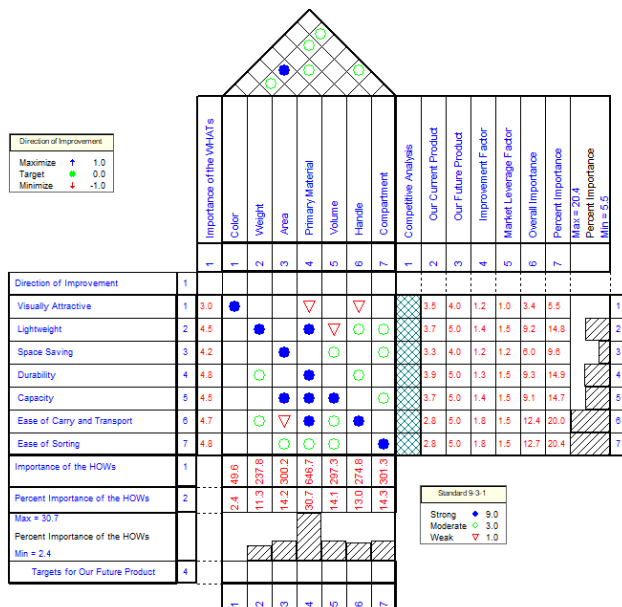 Direction of Improvement
Maximize 1.0
Target 0.0
Minimize -1.0
Importance of the WHATs
Color
Weight
Area
Primary Material
Volume
Handle
Compartment
Competitive Analysis
Our Current Product
Our Future Product
Improvement Factor
Market Leverage Factor
Overall Importance
Percent Importance
Max = 20.4
Percent Importance
Min = 5.5
1 1 2 3 4 5 6 7 1 2 3 4 5 6 7
Direction of Improvement 1
Visually Attractive 1 3.0 3.5 4.0 1.2 1.0 3.4 5.5 1
Lightweight 2 4.5 3.7 5.0 1.4 1.5 9.2 14.8 2
Space Saving 3 4.2 3.3 4.0 1.2 1.2 6.0 9.6 3
Durability 4 4.8 3.9 5.0 1.3 1.5 9.3 14.9 4
Capacity 5 4.5 3.7 5.0 1.4 1.5 9.1 14.7 5
Ease of Carry and Transport 6 4.7 2.8 5.0 1.8 1.5 12.4 20.0 6
Ease of Sorting 7 4.8 2.8 5.0 1.8 1.5 12.7 20.4 7
Importance of the HOWs 1 49.6 237.8 300.2 646.7 297.3 274.8 301.3
Percent Importance of the HOWs 2 2.4 11.3 14.2 30.7 14.1 13.0 14.3
Max = 30.7
Percent Importance of the HOWs
Min = 2.4
Targets for Our Future Product 4
1 2 3 4 5 6 7
Standard 9-3-1
Strong 9.0
Moderate 3.0
Weak 1.0